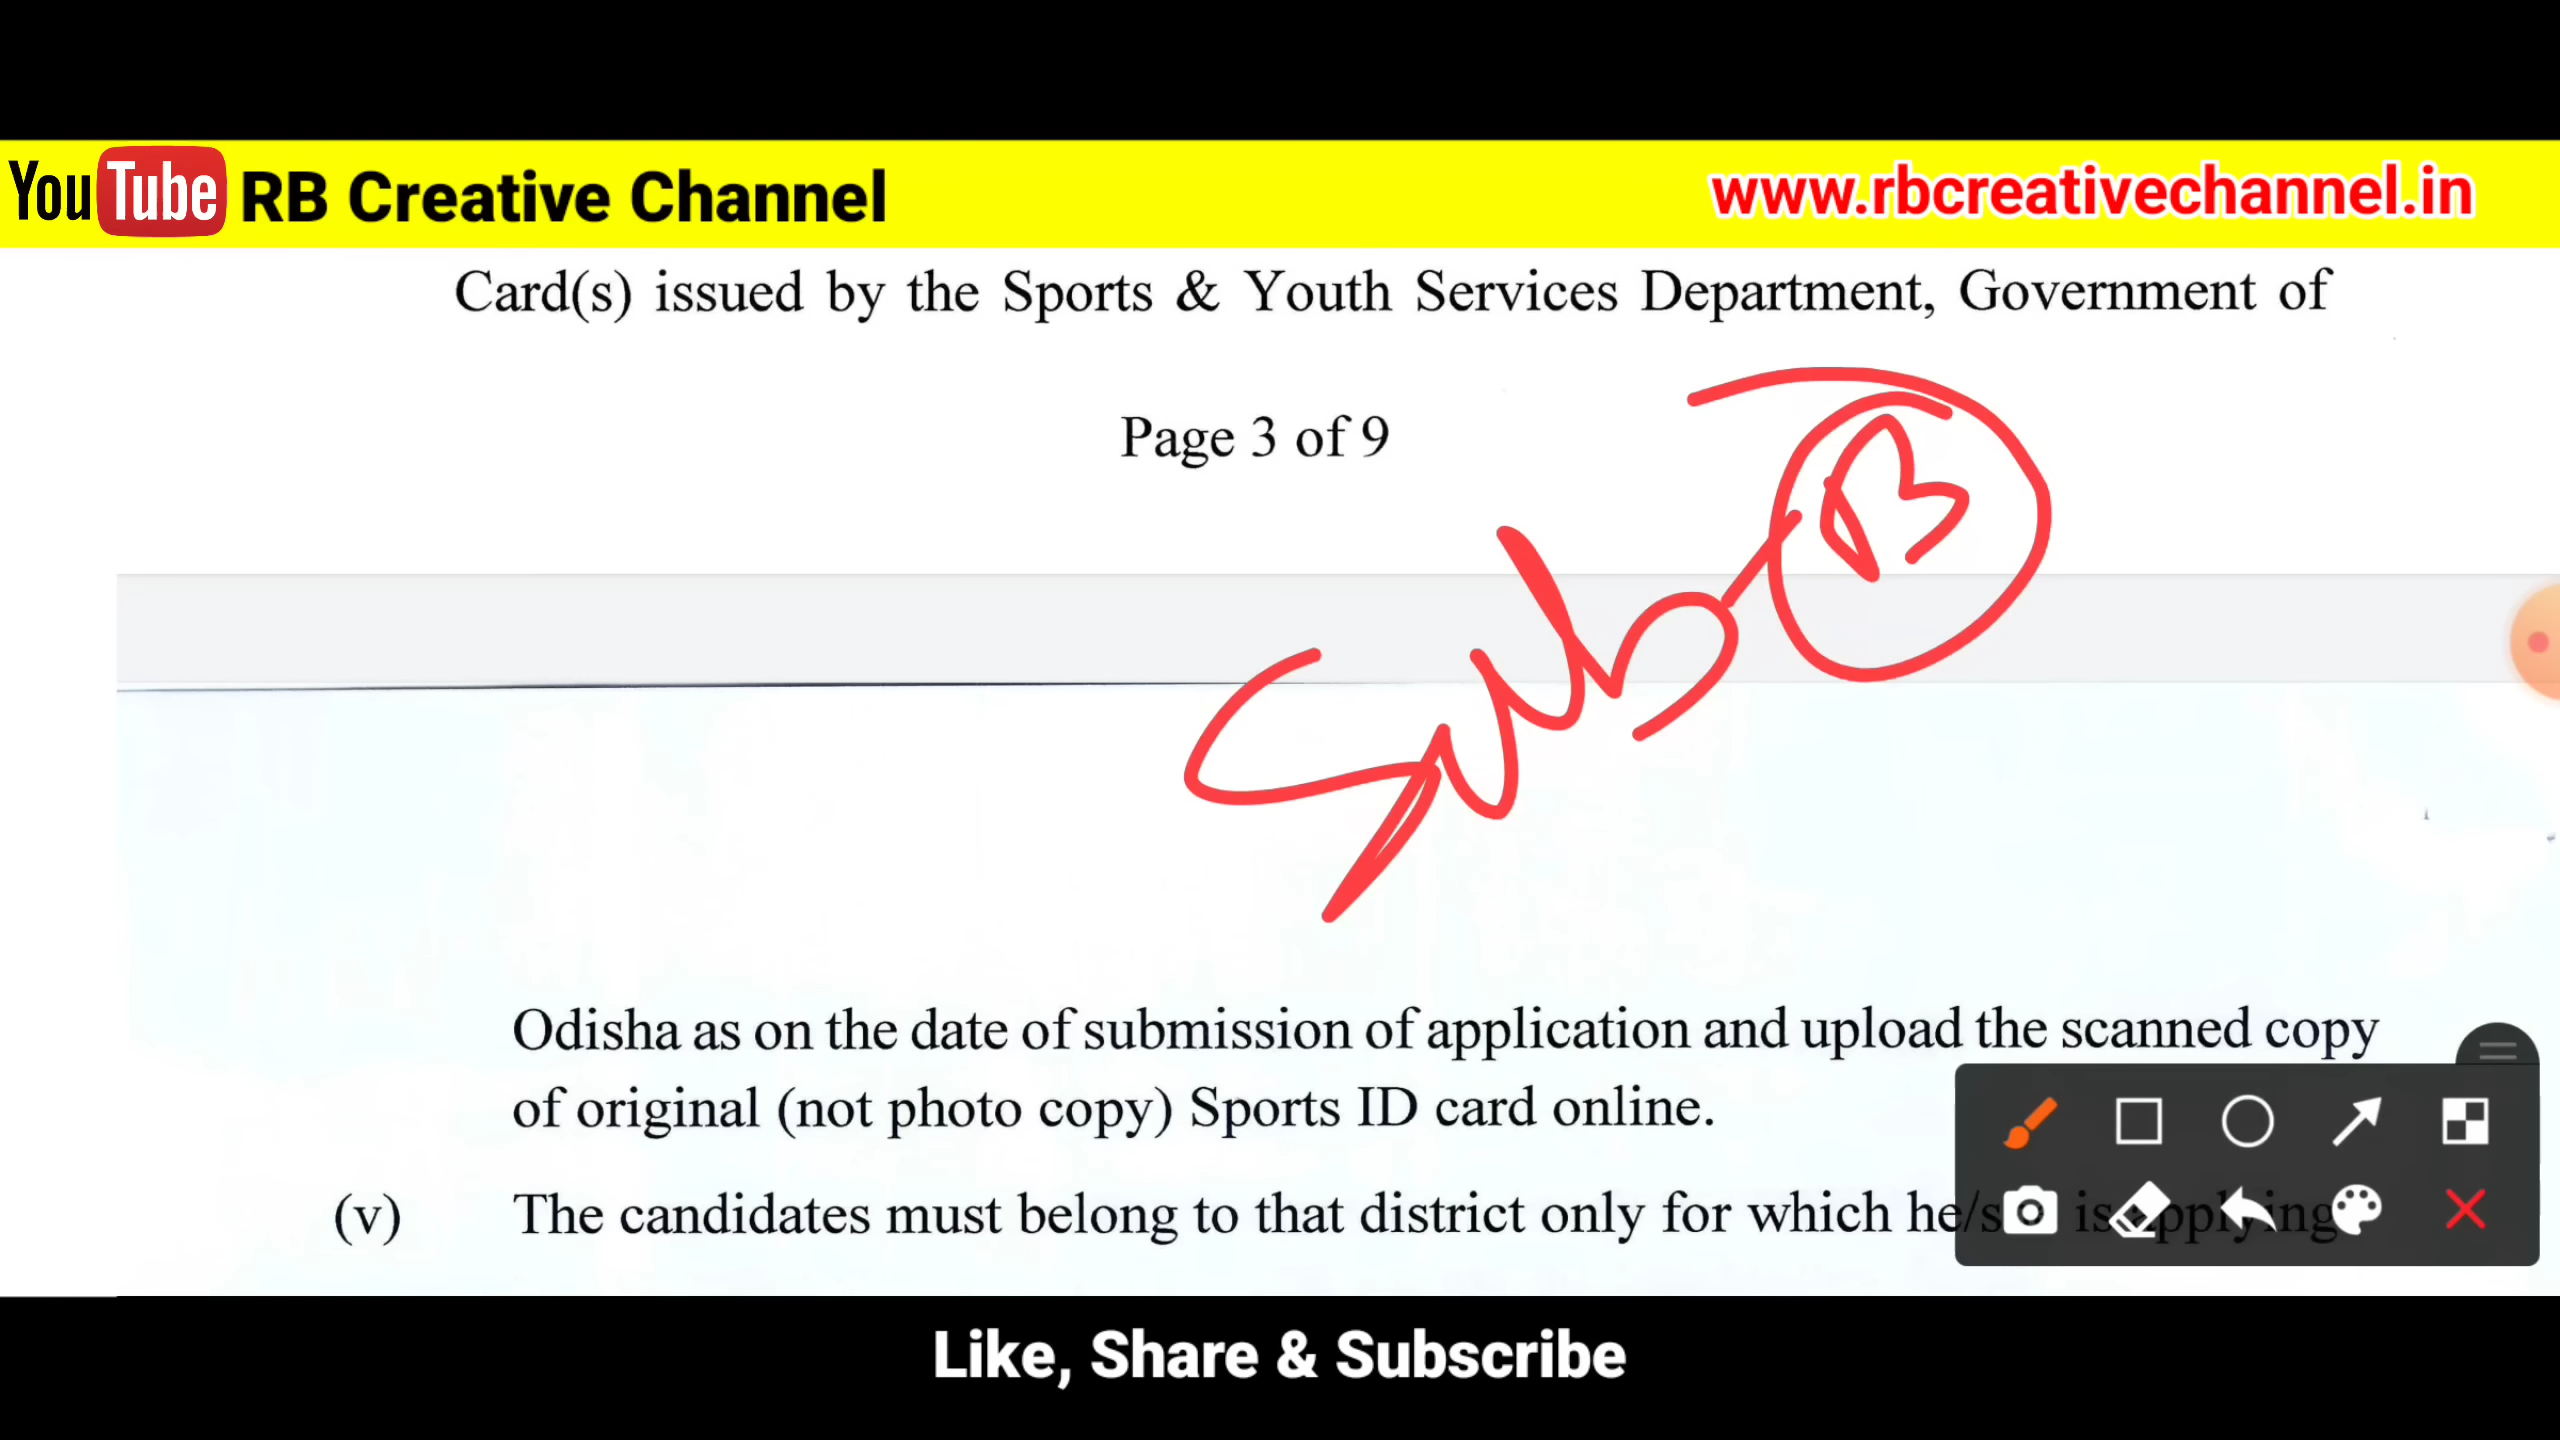 YouTube RB Creative Channel
www.rbcreativechannel.in
Card(s) issued by the Sports & Youth Services Department, Government of
Page 3 of 9
Sub-B
Odisha as on the date of submission of application and upload the scanned copy
of original (not photo copy) Sports ID card online.
(v) The candidates must belong to that district only for which he/s is applying
Like, Share & Subscribe